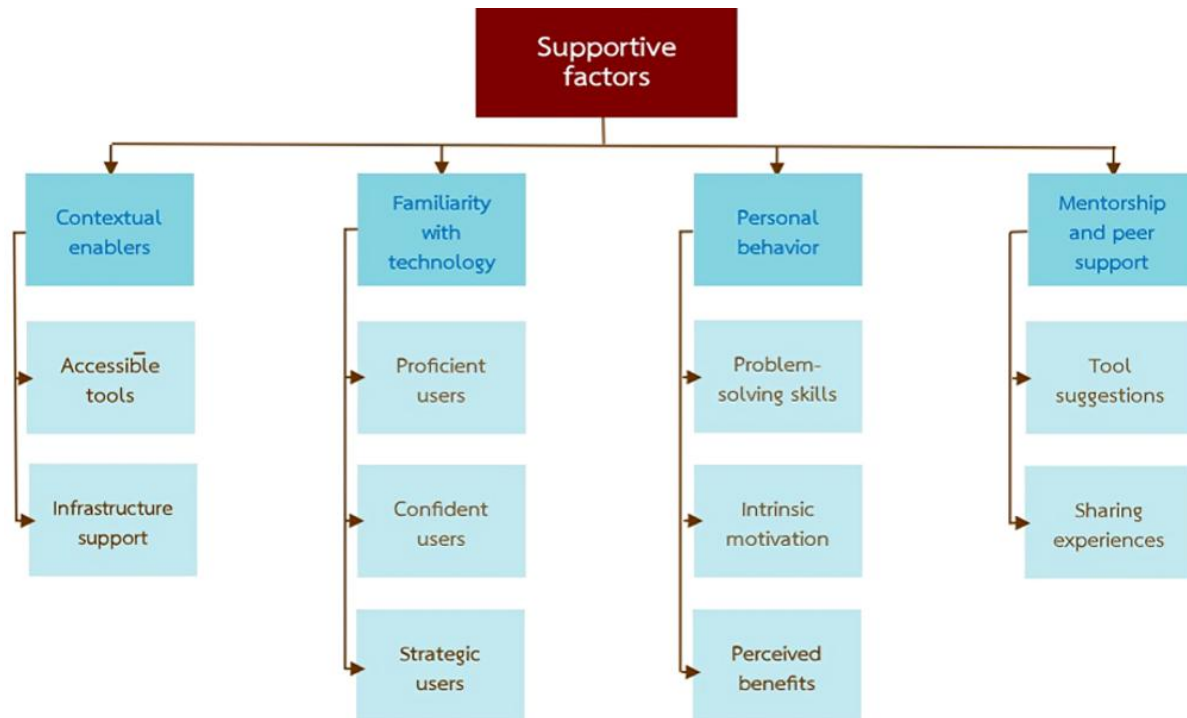 Supportive
factors
Contextual
enablers
Accessible
tools
Infrastructure
support
Familiarity
with
technology
Proficient
users
Confident
users
Strategic
users
Personal
behavior
Problem-
solving skills
Intrinsic
motivation
Perceived
benefits
Mentorship
and peer
support
Tool
suggestions
Sharing
experiences